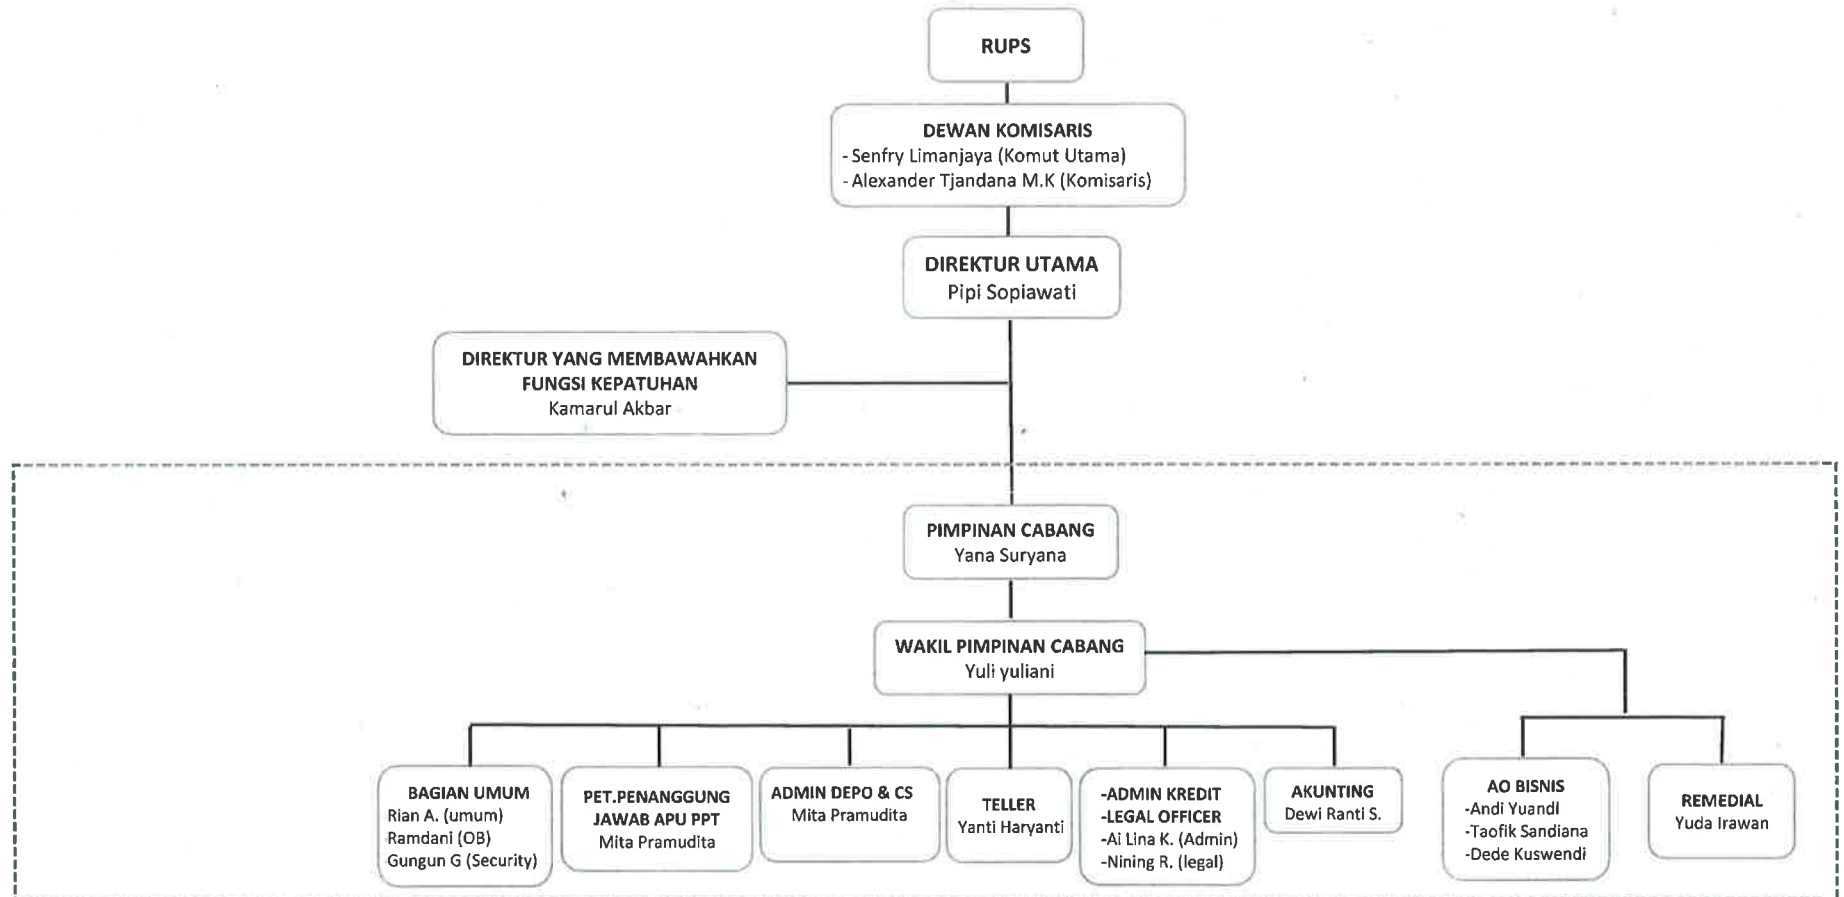 RUPS
DEWAN KOMISARIS
- Senfry Limanjaya (Komut Utama)
- Alexander Tjandana M.K (Komisaris)
DIREKTUR UTAMA
Pipi Sopiawati
DIREKTUR YANG MEMBAWAHKAN
FUNGSI KEPATUHAN
Kamarul Akbar
PIMPINAN CABANG
Yana Suryana
WAKIL PIMPINAN CABANG
Yuli yuliani
BAGIAN UMUM
Rian A. (umum)
Ramdani (OB)
Gungun G (Security)
PET.PENANGGUNG
JAWAB APU PPT
Mita Pramudita
ADMIN DEPO & CS
Mita Pramudita
TELLER
Yanti Haryanti
-ADMIN KREDIT
-LEGAL OFFICER
-Ai Lina K. (Admin)
-Nining R. (legal)
AKUNTING
Dewi Ranti S.
AO BISNIS
-Andi Yuandi
-Taofik Sandiana
-Dede Kuswendi
REMEDIAL
Yuda Irawan